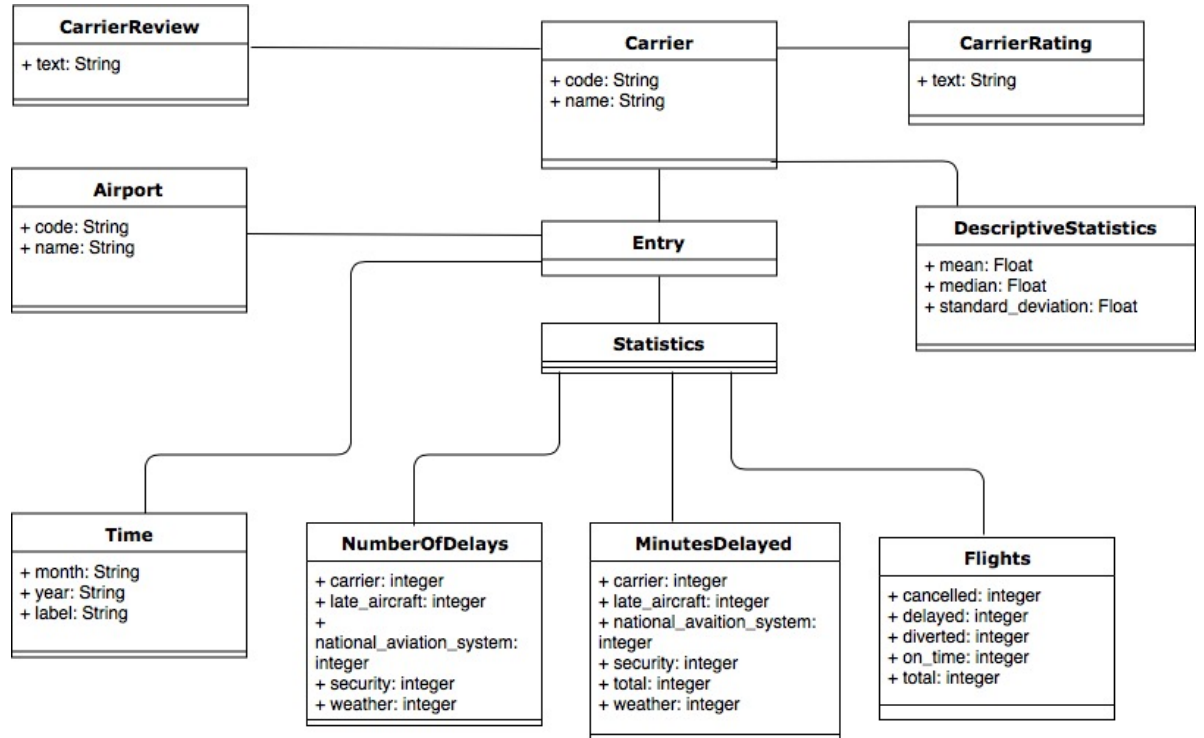 CarrierReview
+ text: String
Carrier
+ code: String
+ name: String
CarrierRating
+ text: String
Airport
+ code: String
+ name: String
Entry
DescriptiveStatistics
+ mean: Float
+ median: Float
+ standard_deviation: Float
Statistics
Time
+ month: String
+ year: String
+ label: String
NumberOfDelays
+ carrier: integer
+ late_aircraft: integer
+
national_aviation_system:
integer
+ security: integer
+ weather: integer
MinutesDelayed
+ carrier: integer
+ late_aircraft: integer
+ national_avaition_system:
integer
+ security: integer
+ total: integer
+ weather: integer
Flights
+ cancelled: integer
+ delayed: integer
+ diverted: integer
+ on_time: integer
+ total: integer